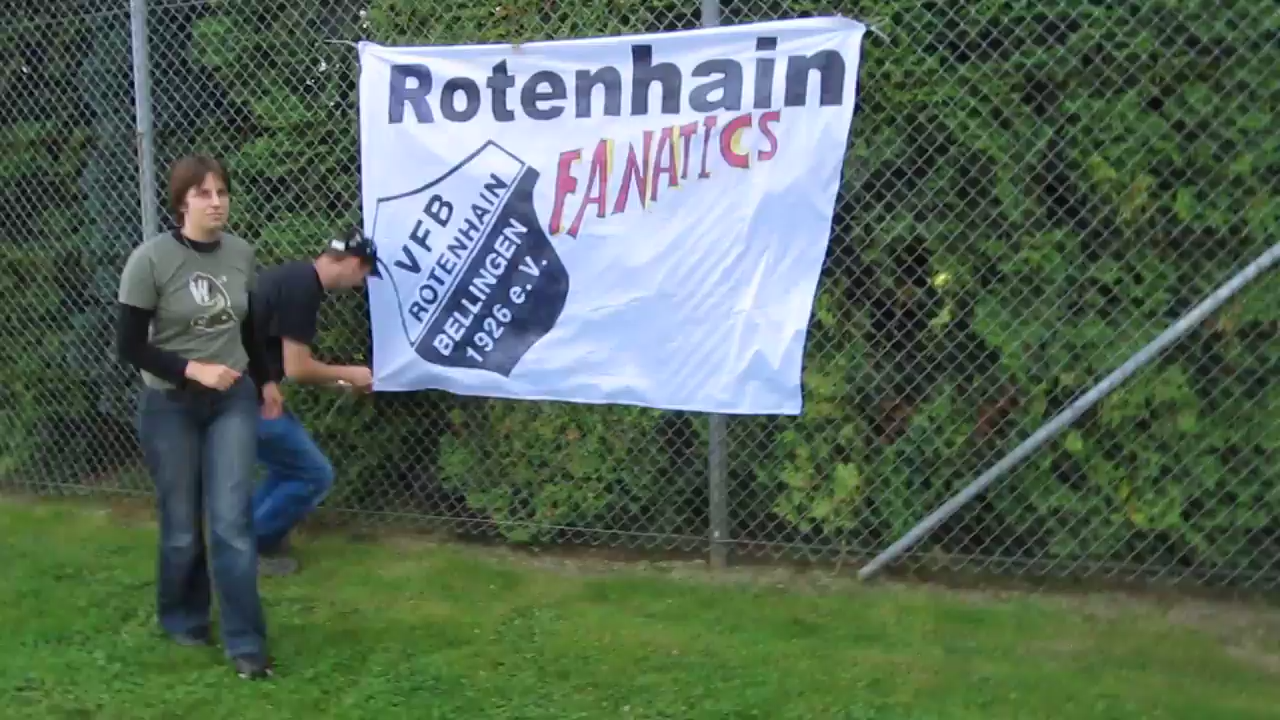 Rotenhain
FANATICS
VFB
ROTENHAIN
BELLINGEN
1926 e. V.
W